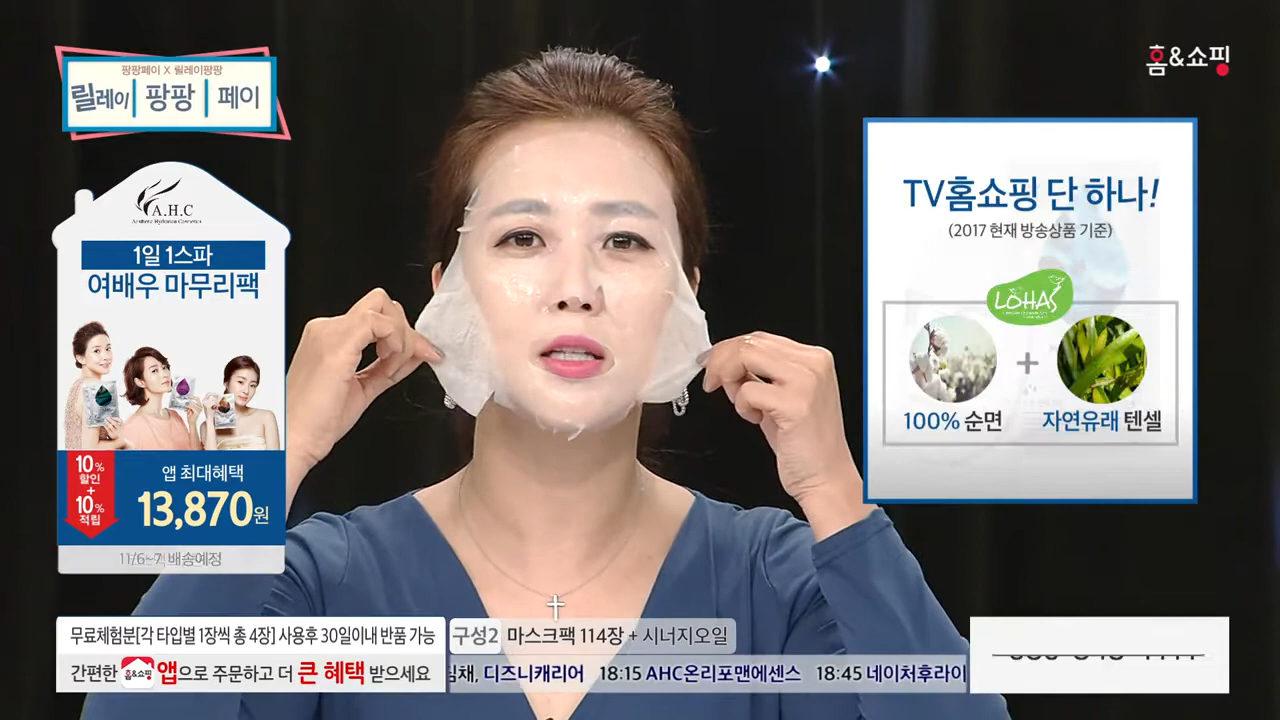 팡팡페이 X 릴레이팡팡
릴레이 팡팡 페이
홈&쇼핑
A.H.C
Aesthetic Hydration Cosmetics
1일 1스파
여배우 마무리팩
10%
할인
+
10%
적립
앱 최대혜택
13,870원
11/6~7 배송예정
TV홈쇼핑 단 하나!
(2017 현재 방송상품 기준)
LOHAS
+
100% 순면
자연유래 텐셀
무료체험분[각 타입별 1장씩 총 4장] 사용후 30일이내 반품 가능
구성2 마스크팩 114장 + 시너지오일
간편한 홈&쇼핑 앱으로 주문하고 더 큰 혜택 받으세요
디즈니캐리어 18:15 AHC온리포맨에센스 18:45 네이처후라이